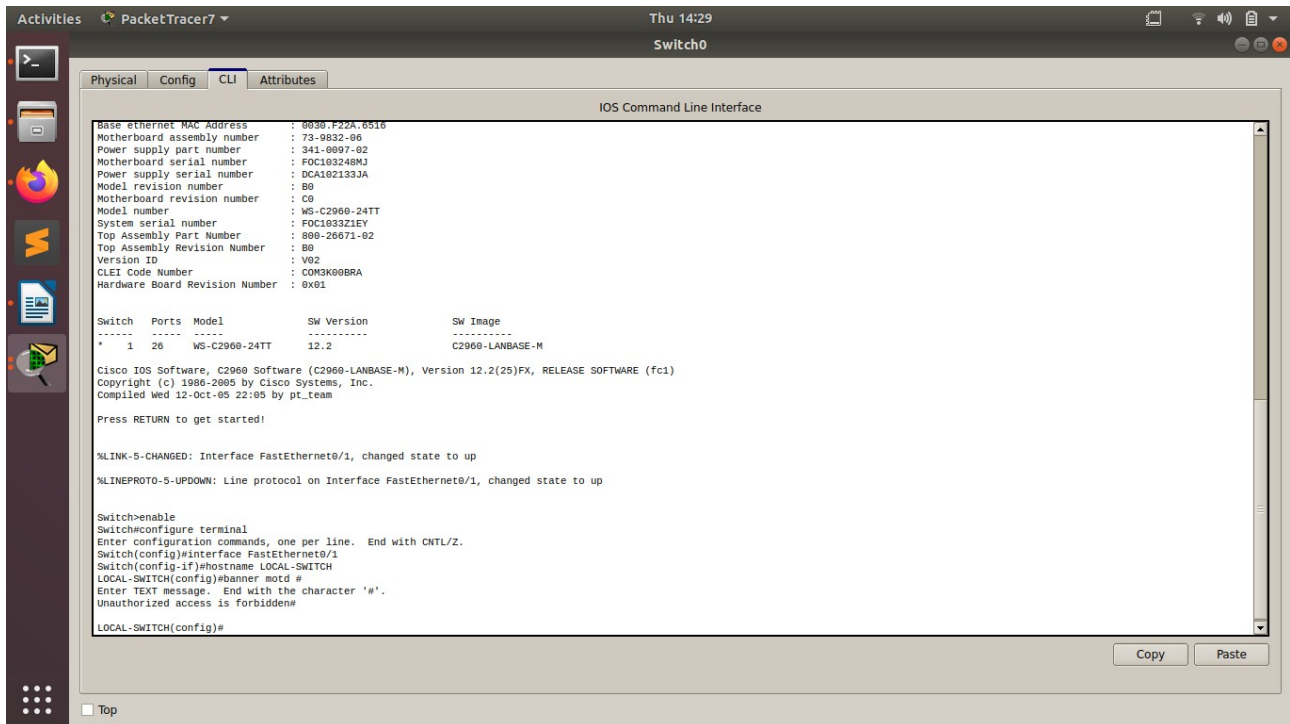 Activities PacketTracer7 Thu 14:29
Switch0
Physical Config CLI Attributes
IOS Command Line Interface
Base ethernet MAC Address : 0030.F22A.6516
Motherboard assembly number : 73-9832-06
Power supply part number : 341-0097-02
Motherboard serial number : FOC103248MJ
Power supply serial number : DCA102133JA
Model revision number : B0
Motherboard revision number : C0
Model number : WS-C2960-24TT
System serial number : FOC1033Z1EY
Top Assembly Part Number : 800-26671-02
Top Assembly Revision Number : B0
Version ID : V02
CLEI Code Number : COM3K00BRA
Hardware Board Revision Number : 0x01
Switch Ports Model SW Version SW Image
------ ----- ----- ---------- ----------
* 1 26 WS-C2960-24TT 12.2 C2960-LANBASE-M
Cisco IOS Software, C2960 Software (C2960-LANBASE-M), Version 12.2(25)FX, RELEASE SOFTWARE (fc1)
Copyright (c) 1986-2005 by Cisco Systems, Inc.
Compiled Wed 12-Oct-05 22:05 by pt_team
Press RETURN to get started!
%LINK-5-CHANGED: Interface FastEthernet0/1, changed state to up
%LINEPROTO-5-UPDOWN: Line protocol on Interface FastEthernet0/1, changed state to up
Switch>enable
Switch#configure terminal
Enter configuration commands, one per line. End with CNTL/Z.
Switch(config)#interface FastEthernet0/1
Switch(config-if)#hostname LOCAL-SWITCH
LOCAL-SWITCH(config)#banner motd #
Enter TEXT message. End with the character '#'.
Unauthorized access is forbidden#
LOCAL-SWITCH(config)#
Copy Paste
Top